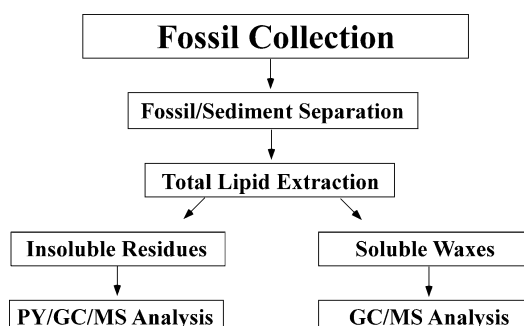 Fossil Collection
Fossil/Sediment Separation
Total Lipid Extraction
Insoluble Residues
Soluble Waxes
PY/GC/MS Analysis
GC/MS Analysis